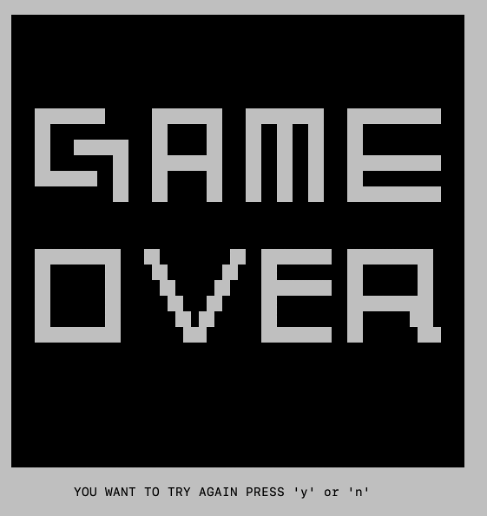 GAME
OVER
YOU WANT TO TRY AGAIN PRESS 'y' or 'n'